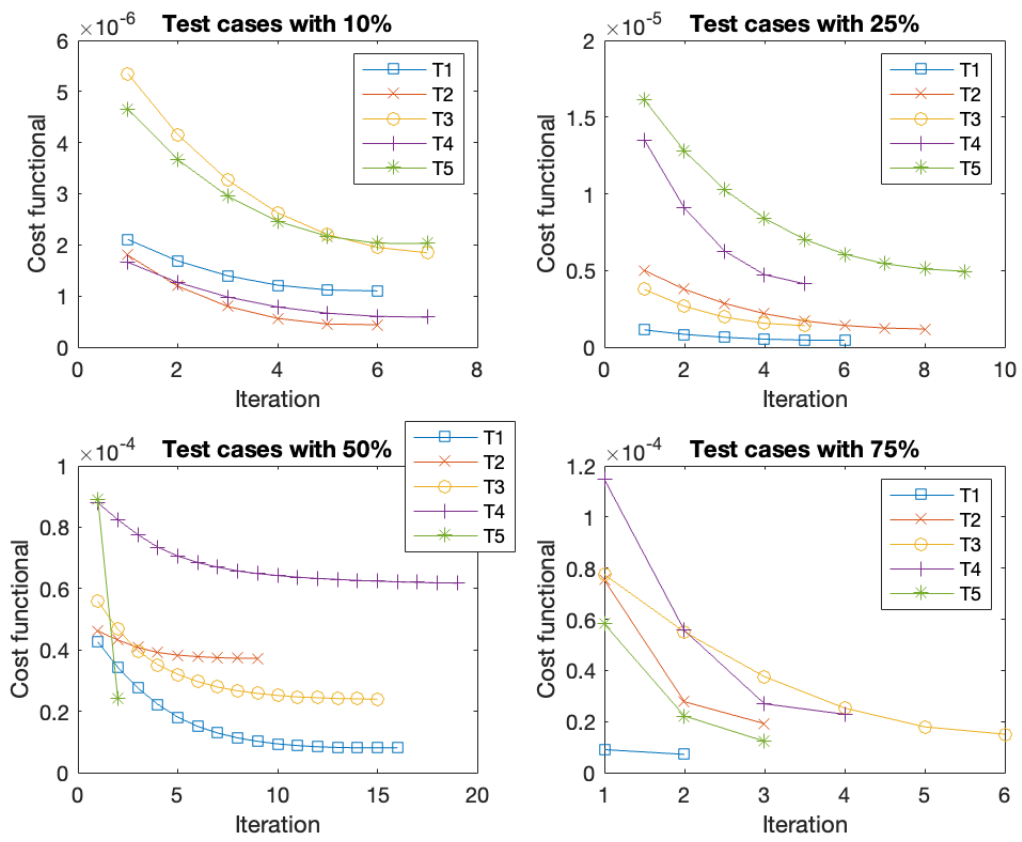 Test cases with 10%
×10-6
Cost functional
6
5
4
3
2
1
0
0 2 4 6 8
Iteration
T1
T2
T3
T4
T5
Test cases with 25%
×10-5
Cost functional
2
1.5
1
0.5
0
0 2 4 6 8 10
Iteration
T1
T2
T3
T4
T5
Test cases with 50%
×10-4
Cost functional
1
0.8
0.6
0.4
0.2
0
0 5 10 15 20
Iteration
T1
T2
T3
T4
T5
Test cases with 75%
×10-4
Cost functional
1.2
1
0.8
0.6
0.4
0.2
0
1 2 3 4 5 6
Iteration
T1
T2
T3
T4
T5